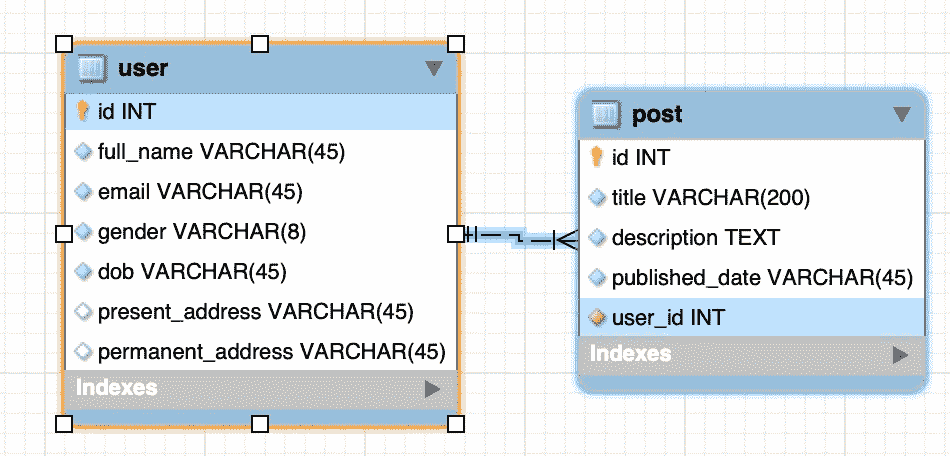 user
id INT
full_name VARCHAR(45)
email VARCHAR(45)
gender VARCHAR(8)
dob VARCHAR(45)
present_address VARCHAR(45)
permanent_address VARCHAR(45)
Indexes
post
id INT
title VARCHAR(200)
description TEXT
published_date VARCHAR(45)
user_id INT
Indexes